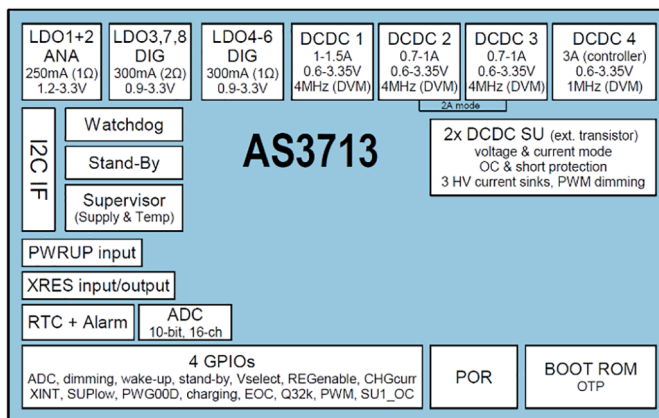 LDO1+2
ANA
250mA (1Ω)
1.2-3.3V
LDO3,7,8
DIG
300mA (2Ω)
0.9-3.3V
LDO4-6
DIG
300mA (1Ω)
0.9-3.3V
DCDC 1
1-1.5A
0.6-3.35V
4MHz (DVM)
DCDC 2
0.7-1A
0.6-3.35V
4MHz (DVM)
DCDC 3
0.7-1A
0.6-3.35V
4MHz (DVM)
DCDC 4
3A (controller)
0.6-3.35V
1MHz (DVM)
2A mode
I2C IF
Watchdog
Stand-By
Supervisor
(Supply & Temp)
AS3713
2x DCDC SU (ext. transistor)
voltage & current mode
OC & short protection
3 HV current sinks, PWM dimming
PWRUP input
XRES input/output
RTC + Alarm
ADC
10-bit, 16-ch
4 GPIOs
ADC, dimming, wake-up, stand-by, Vselect, REGenable, CHGcurr
XINT, SUPlow, PWG00D, charging, EOC, Q32k, PWM, SU1_OC
POR
BOOT ROM
OTP